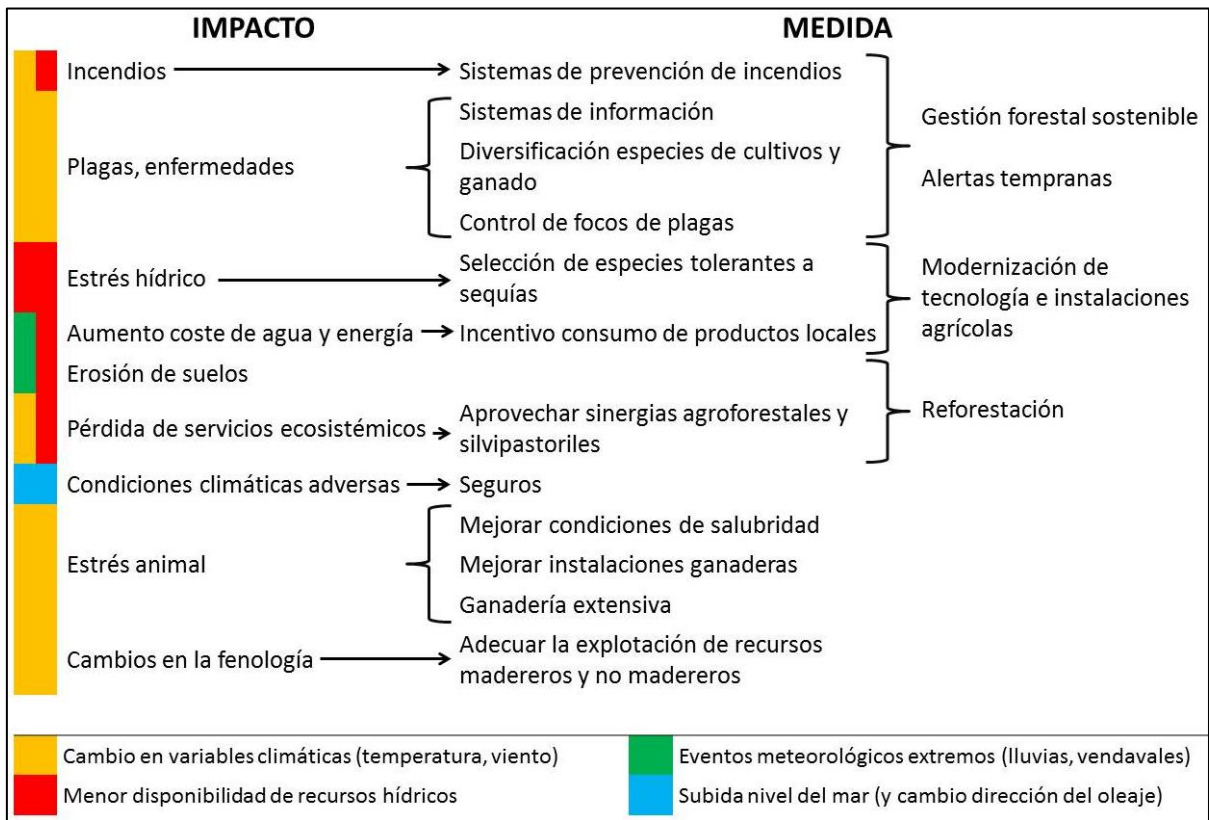 IMPACTO
MEDIDA
Incendios
Sistemas de prevención de incendios
Plagas, enfermedades
Sistemas de información
Diversificación especies de cultivos y
ganado
Control de focos de plagas
Gestión forestal sostenible
Alertas tempranas
Estrés hídrico
Selección de especies tolerantes a
sequías
Aumento coste de agua y energía
Incentivo consumo de productos locales
Modernización de
tecnología e instalaciones
agrícolas
Erosión de suelos
Pérdida de servicios ecosistémicos
Aprovechar sinergias agroforestales y
silvipastoriles
Reforestación
Condiciones climáticas adversas
Seguros
Estrés animal
Mejorar condiciones de salubridad
Mejorar instalaciones ganaderas
Ganadería extensiva
Cambios en la fenología
Adecuar la explotación de recursos
madereros y no madereros
Cambio en variables climáticas (temperatura, viento)
Menor disponibilidad de recursos hídricos
Eventos meteorológicos extremos (lluvias, vendavales)
Subida nivel del mar (y cambio dirección del oleaje)